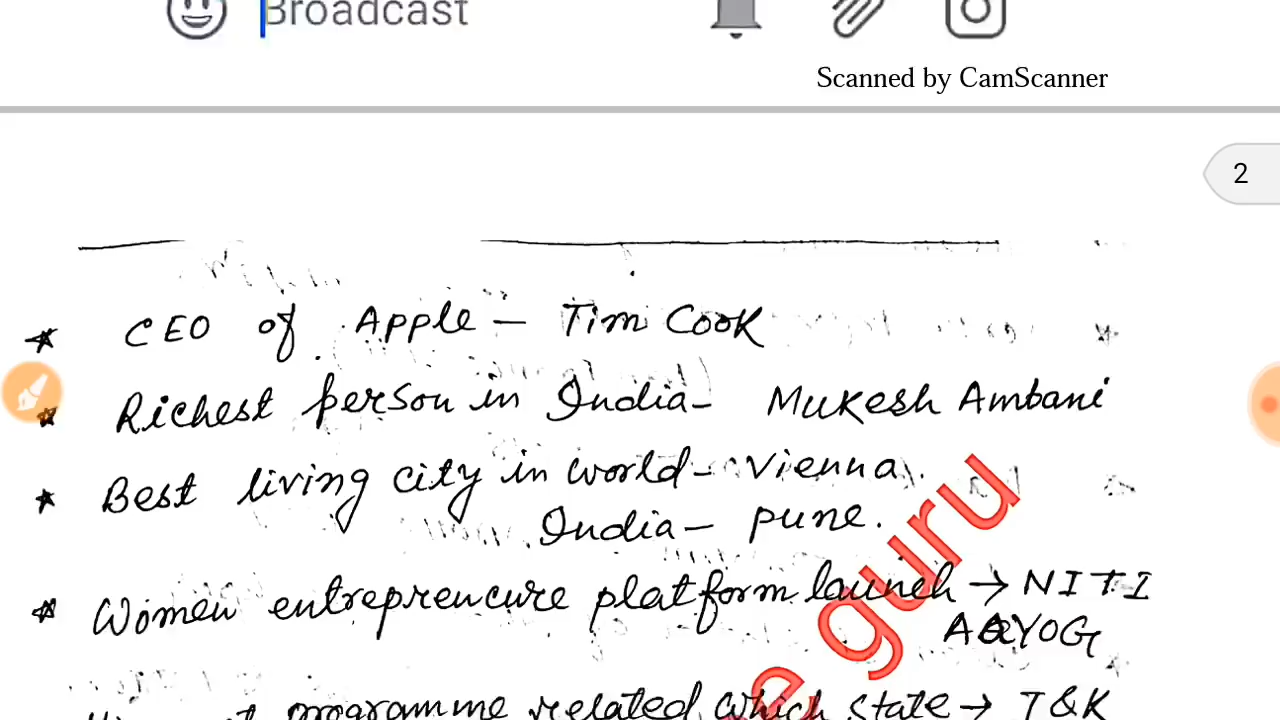 Broadcast
Scanned by CamScanner
2
CEO of Apple - Tim Cook
Richest person in India - Mukesh Ambani
Best living city in world - Vienna.
India - Pune.
Women entreprencure platform launch → NITI
AAYOG
programme related which state → J&K
e guru